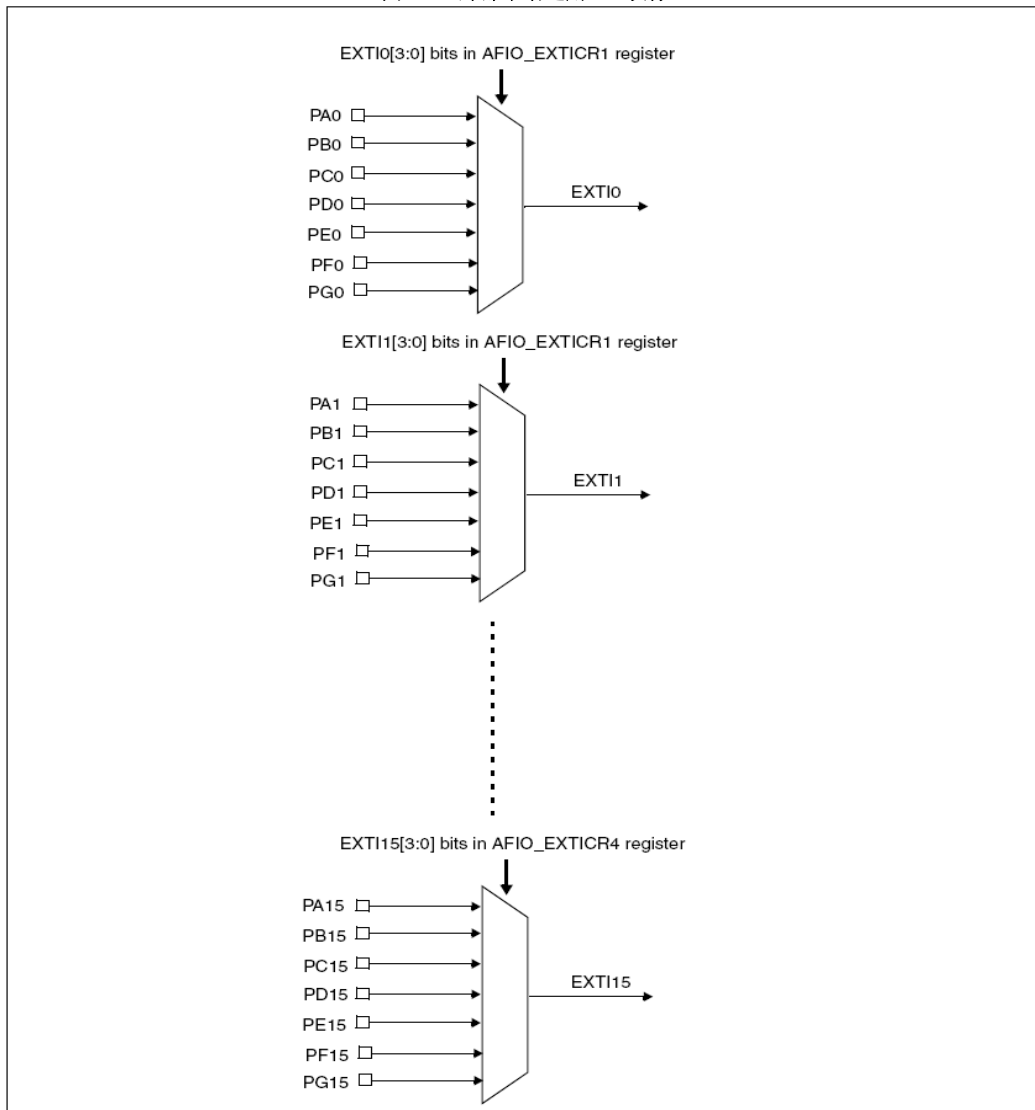 EXTI0[3:0] bits in AFIO_EXTICR1 register
PA0
PB0
PC0
PD0
PE0
PF0
PG0
EXTI0
EXTI1[3:0] bits in AFIO_EXTICR1 register
PA1
PB1
PC1
PD1
PE1
PF1
PG1
EXTI1
EXTI15[3:0] bits in AFIO_EXTICR4 register
PA15
PB15
PC15
PD15
PE15
PF15
PG15
EXTI15